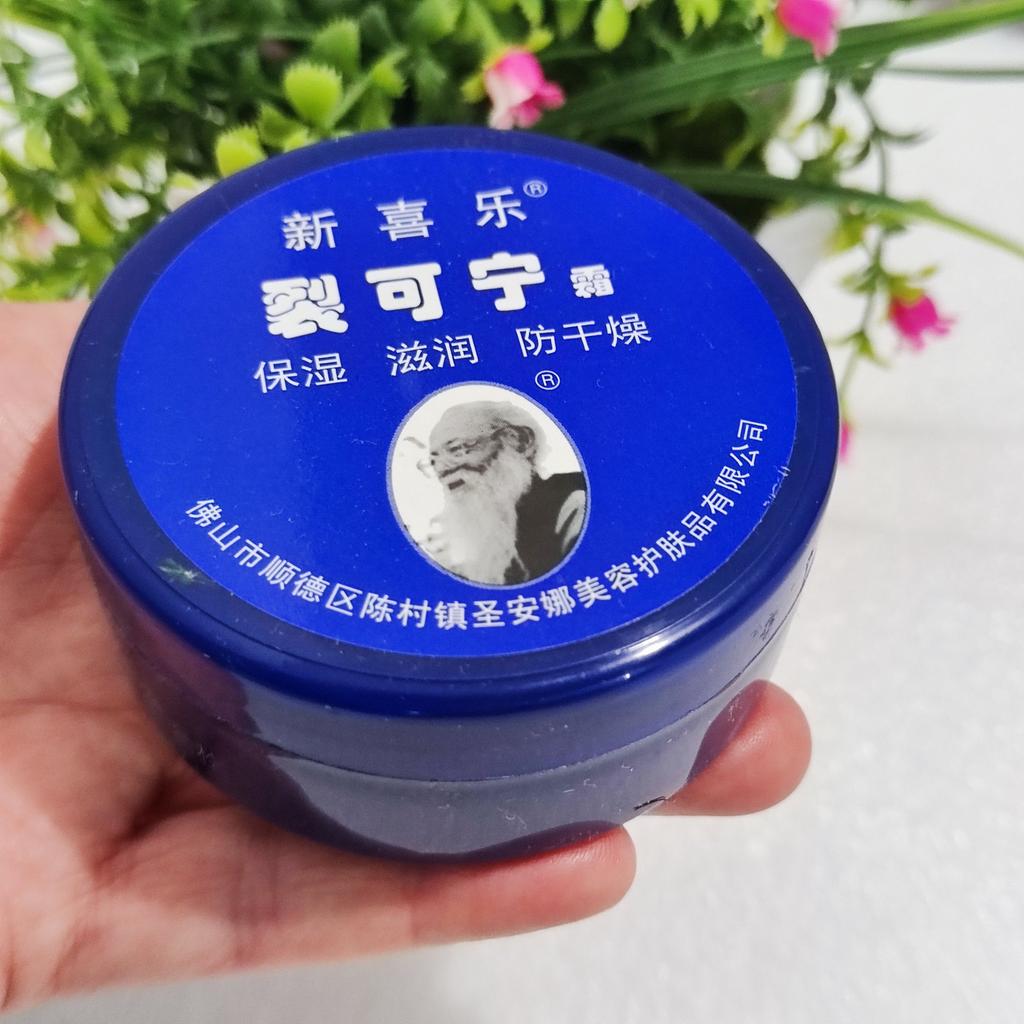 新喜乐®
裂可宁霜
保湿 滋润 防干燥
®
佛山市顺德区陈村镇圣安娜美容护肤品有限公司